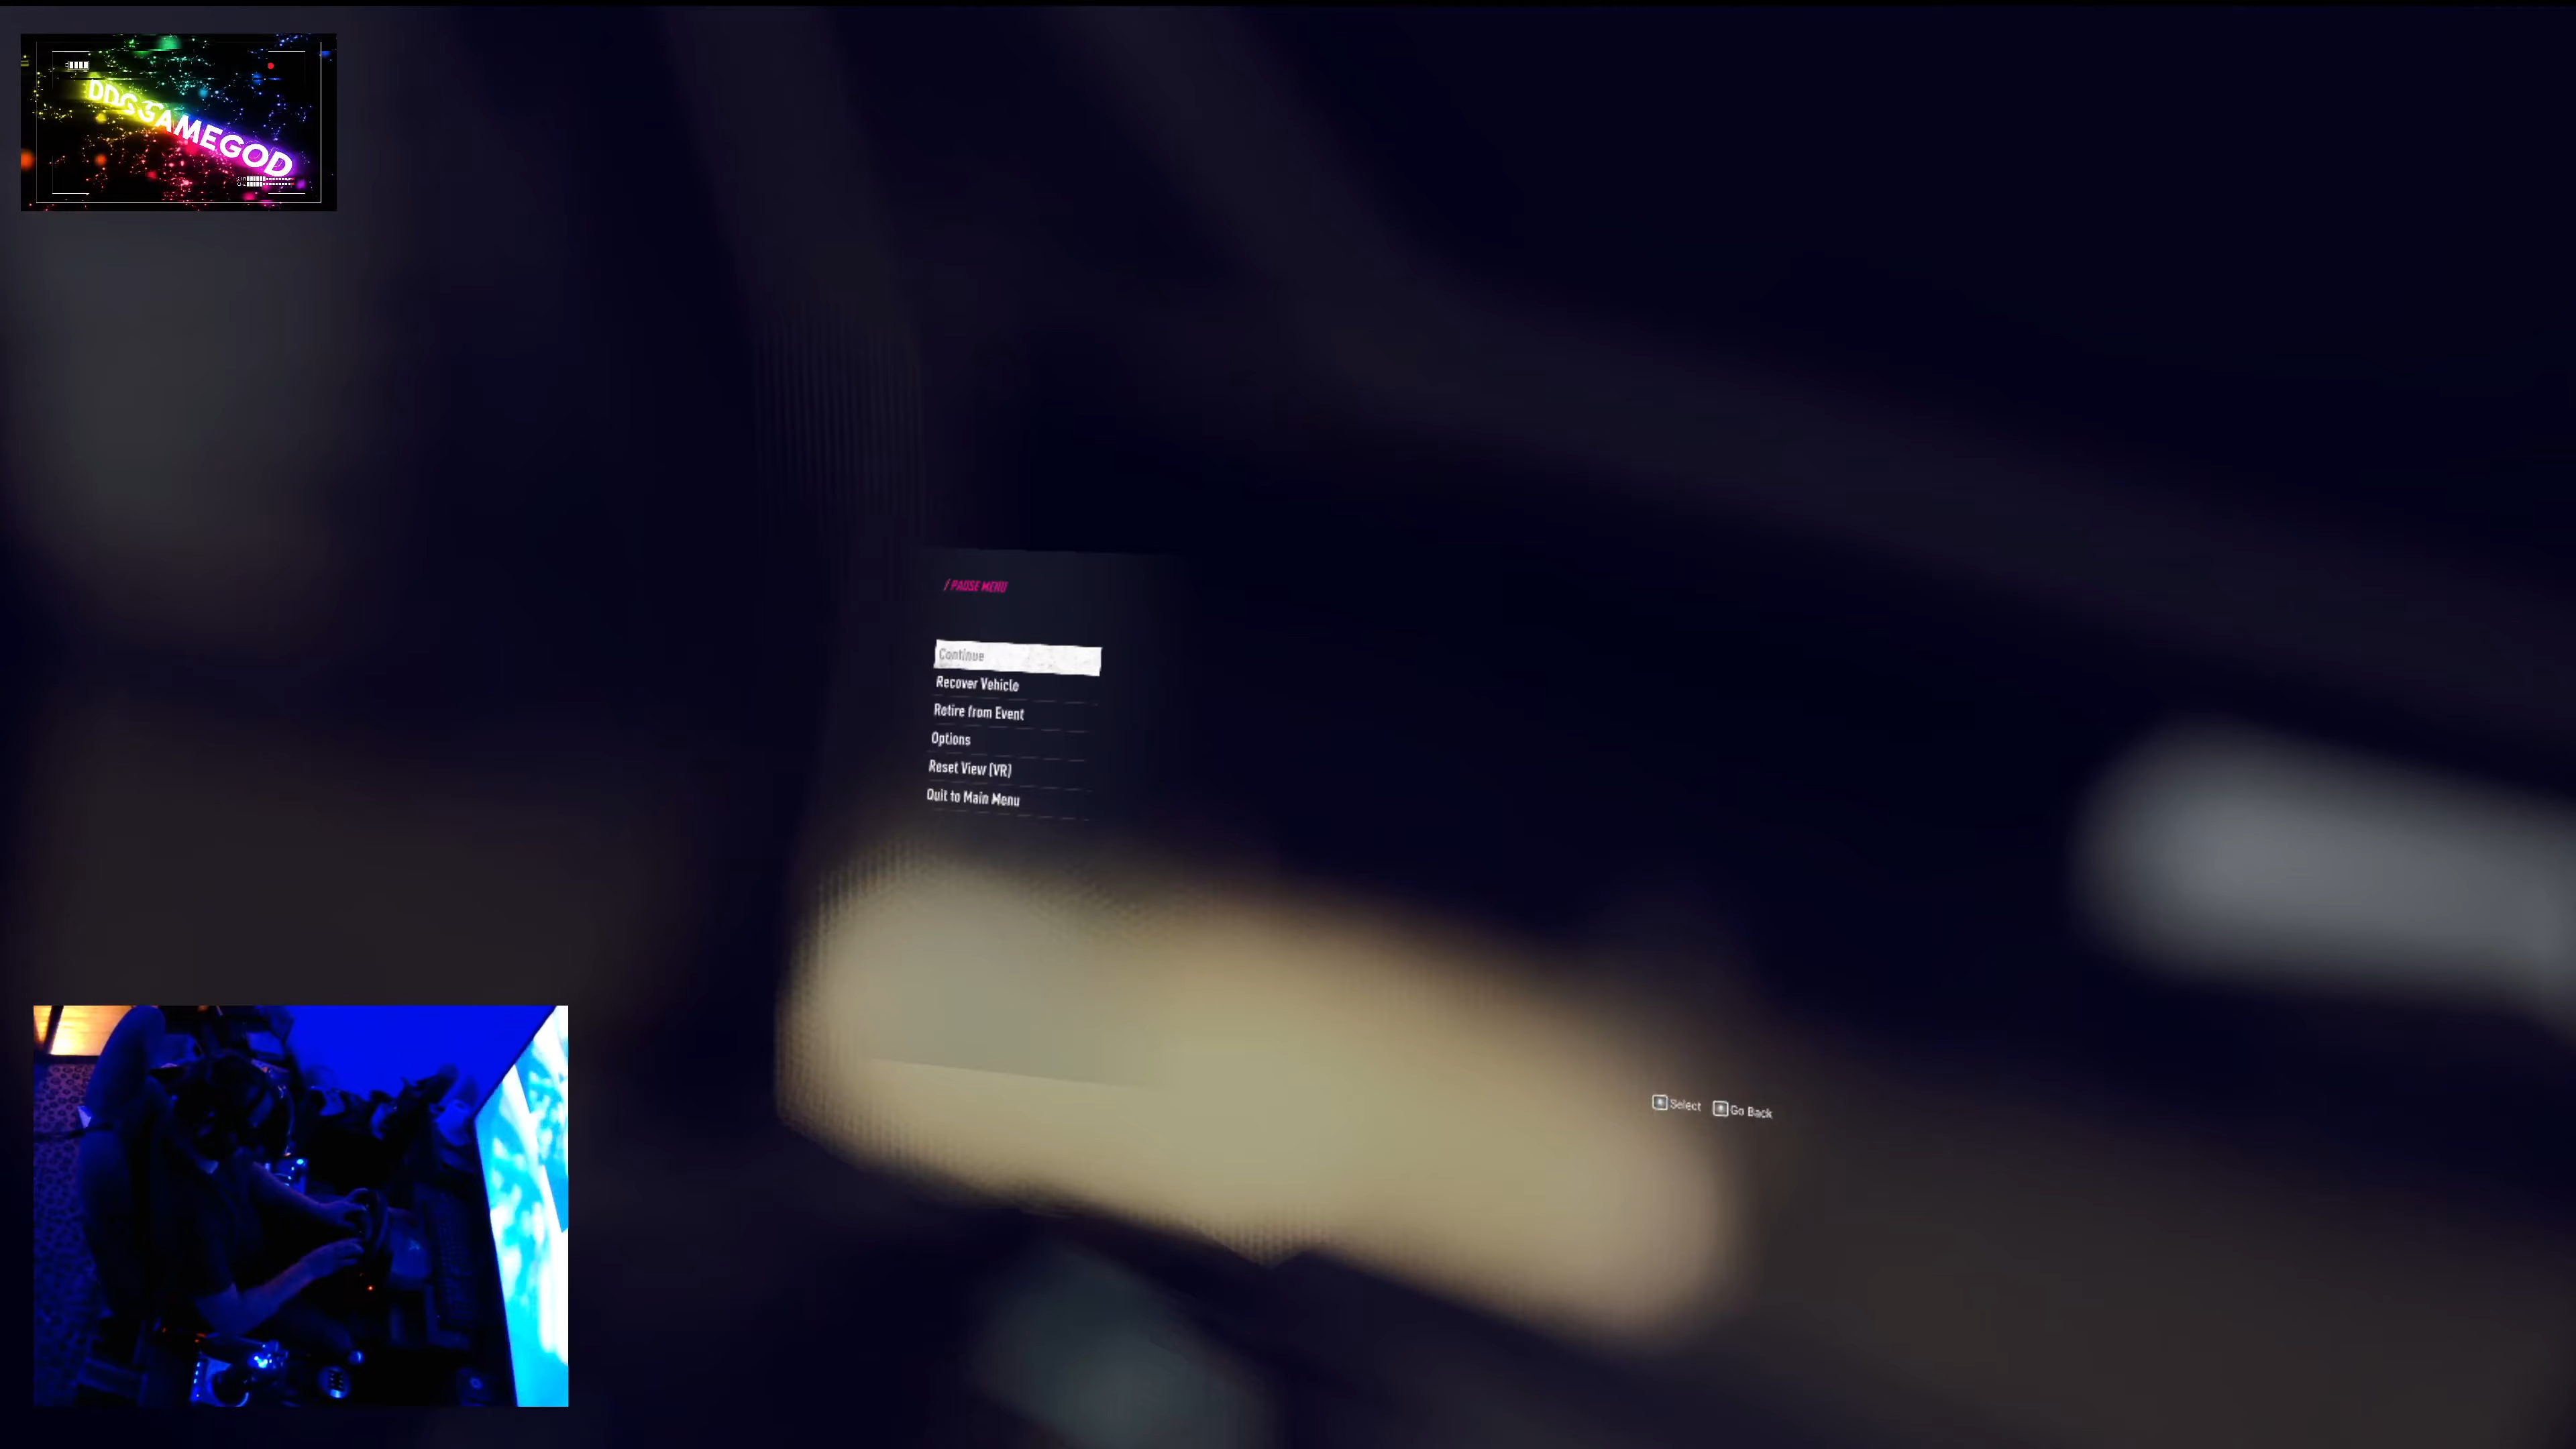 DDGGAMEGOD
/ PAUSE MENU
Continue
Recover Vehicle
Retire from Event
Options
Reset View (VR)
Quit to Main Menu
Select Go Back